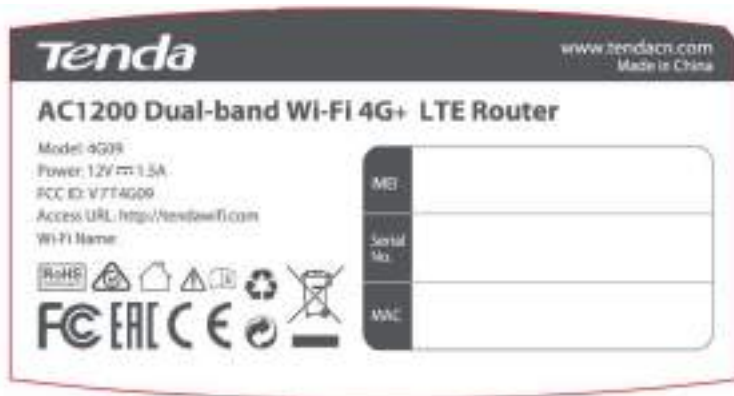 Tenda
www.tendacn.com
Made in China
AC1200 Dual-band Wi-Fi 4G+ LTE Router
Model: 4G09
Power: 12V⎓1.5A
FCC ID: V7T4G09
Access URL: http://tendawifi.com
Wi-Fi Name:
IMEI
Serial No.
MAC
RoHS
FC EAC CE